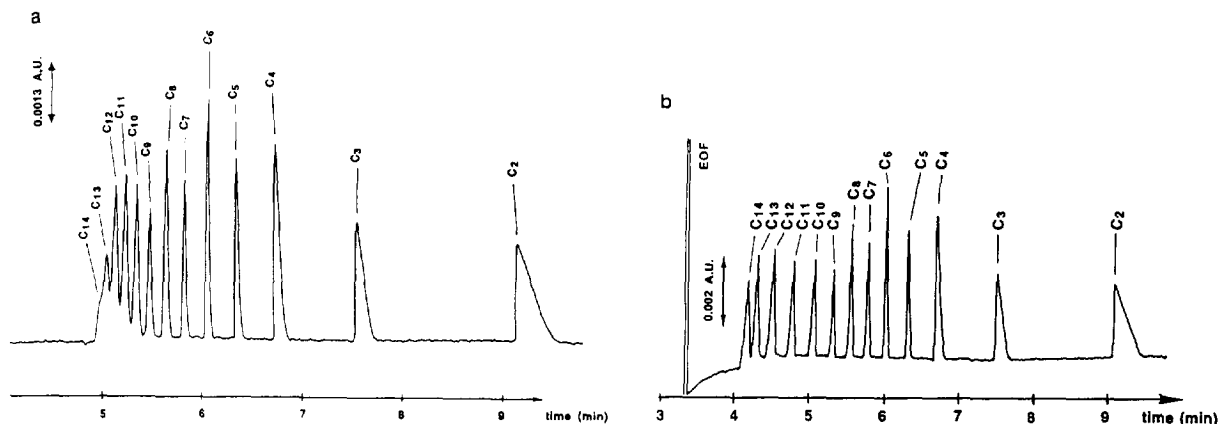 a
0.0013 A.U.
C14
C13
C12
C11
C10
C9
C8
C7
C6
C5
C4
C3
C2
5 6 7 8 9 time (min)
b
EOF
0.002 A.U.
C14
C13
C12
C11
C10
C9
C8
C7
C6
C5
C4
C3
C2
3 4 5 6 7 8 9 time (min)